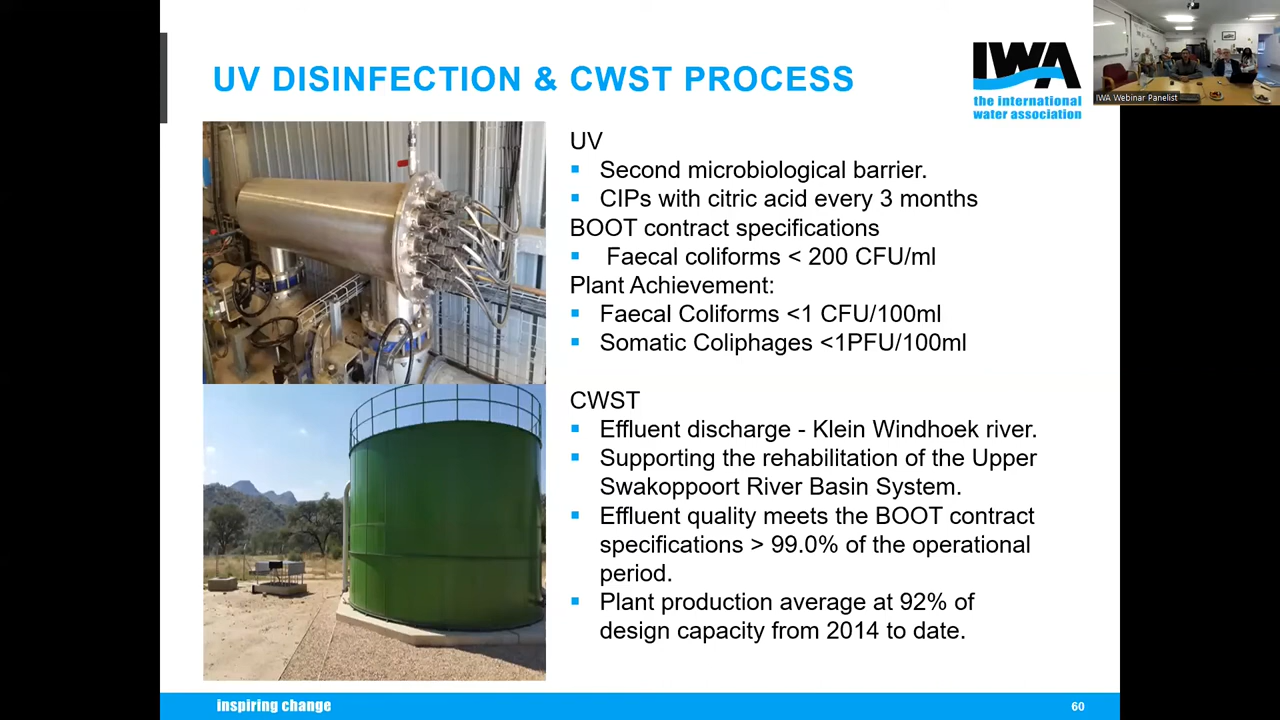 UV DISINFECTION & CWST PROCESS
IWA
the international
water association
IWA Webinar Panelist
UV
Second microbiological barrier.
CIPs with citric acid every 3 months
BOOT contract specifications
Faecal coliforms < 200 CFU/ml
Plant Achievement:
Faecal Coliforms <1 CFU/100ml
Somatic Coliphages <1PFU/100ml
CWST
Effluent discharge - Klein Windhoek river.
Supporting the rehabilitation of the Upper
Swakoppoort River Basin System.
Effluent quality meets the BOOT contract
specifications > 99.0% of the operational
period.
Plant production average at 92% of
design capacity from 2014 to date.
inspiring change
60